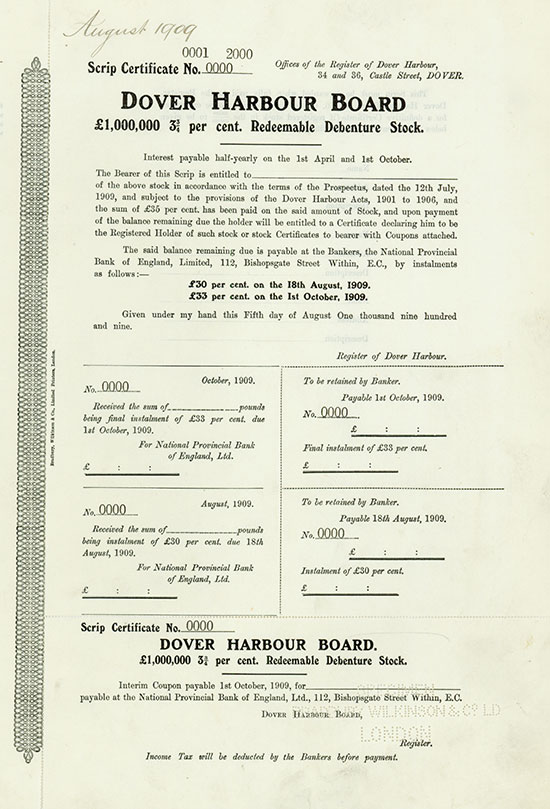 August 1909
0001 2000
Scrip Certificate No. 0000
Offices of the Register of Dover Harbour,
34 and 36, Castle Street, DOVER.
DOVER HARBOUR BOARD
£1,000,000 3¾ per cent. Redeemable Debenture Stock.
Interest payable half-yearly on the 1st April and 1st October.
The Bearer of this Scrip is entitled to
of the above stock in accordance with the terms of the Prospectus, dated the 12th July,
1909, and subject to the provisions of the Dover Harbour Acts, 1901 to 1906, and
the sum of £35 per cent. has been paid on the said amount of Stock, and upon payment
of the balance remaining due the holder will be entitled to a Certificate declaring him to be
the Registered Holder of such stock or stock Certificates to bearer with Coupons attached.
The said balance remaining due is payable at the Bankers, the National Provincial
Bank of England, Limited, 112, Bishopsgate Street Within, E.C., by instalments
as follows:—
£30 per cent. on the 18th August, 1909.
£33 per cent. on the 1st October, 1909.
Given under my hand this Fifth day of August One thousand nine hundred
and nine.
Register of Dover Harbour.
Bradbury, Wilkinson & Co., Limited Printers, London.
No. 0000 October, 1909.
Received the sum of pounds
being final instalment of £33 per cent. due
1st October, 1909.
For National Provincial Bank
of England, Ltd.
£ : :
To be retained by Banker.
Payable 1st October, 1909.
No. 0000
£ : :
Final instalment of £33 per cent.
£ : :
No. 0000 August, 1909.
Received the sum of pounds
being instalment of £30 per cent. due 18th
August, 1909.
For National Provincial Bank
of England, Ltd.
£ : :
To be retained by Banker.
Payable 18th August, 1909.
No. 0000
£ : :
Instalment of £30 per cent.
£ : :
Scrip Certificate No. 0000
DOVER HARBOUR BOARD.
£1,000,000 3¾ per cent. Redeemable Debenture Stock.
Interim Coupon payable 1st October, 1909, for
payable at the National Provincial Bank of England, Ltd., 112, Bishopsgate Street Within, E.C.
DOVER HARBOUR BOARD,
Register.
SPECIMEN
BRADBURY WILKINSON & Co LD
LONDON
Income Tax will be deducted by the Bankers before payment.